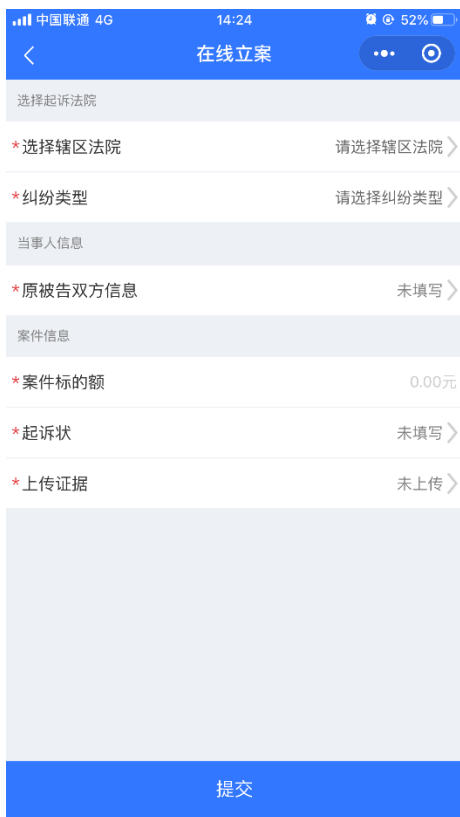 中国联通 4G 14:24 52%
在线立案
选择起诉法院
*选择辖区法院 请选择辖区法院
*纠纷类型 请选择纠纷类型
当事人信息
*原被告双方信息 未填写
案件信息
*案件标的额 0.00元
*起诉状 未填写
*上传证据 未上传
提交